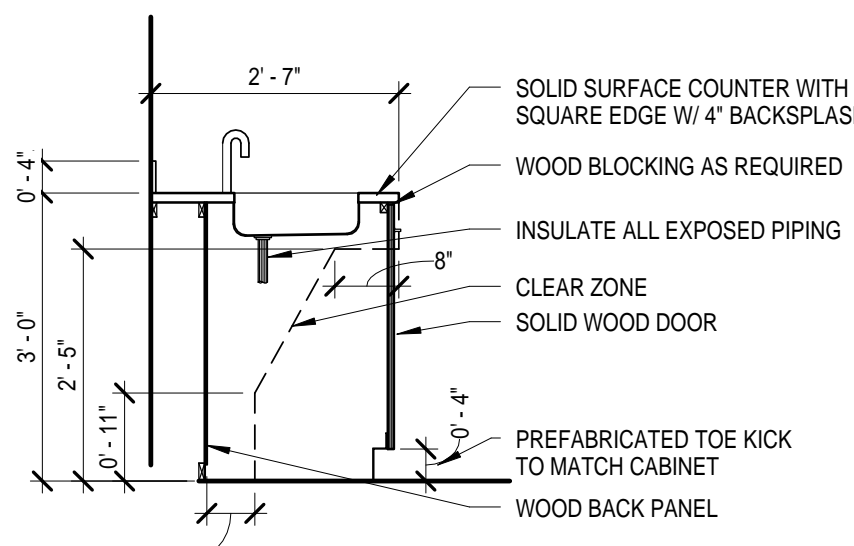 2' - 7"
SOLID SURFACE COUNTER WITH
SQUARE EDGE W/ 4" BACKSPLAS
0' - 4"
WOOD BLOCKING AS REQUIRED
INSULATE ALL EXPOSED PIPING
8"
CLEAR ZONE
SOLID WOOD DOOR
3' - 0"
2' - 5"
0' - 11"
0' - 4"
PREFABRICATED TOE KICK
TO MATCH CABINET
WOOD BACK PANEL